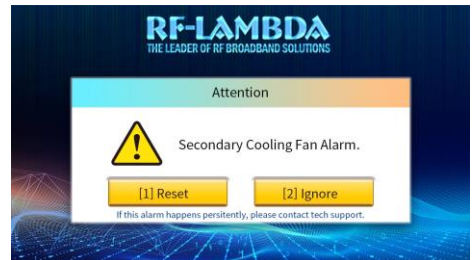 RF-LAMBDA
THE LEADER OF RF BROADBAND SOLUTIONS
Attention
Secondary Cooling Fan Alarm.
[1] Reset
[2] Ignore
If this alarm happens persitently, please contact tech support.